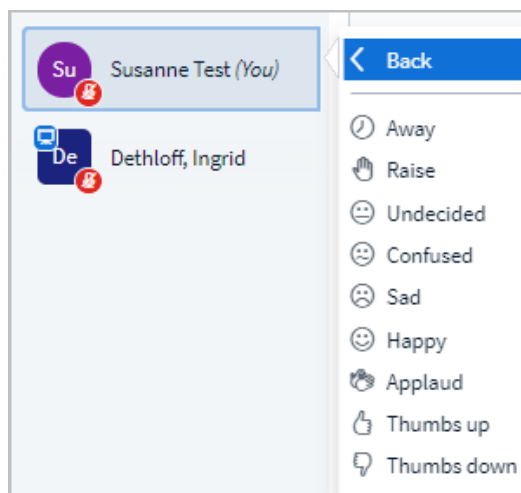 Su
Susanne Test (You)
De
Dethloff, Ingrid
Back
Away
Raise
Undecided
Confused
Sad
Happy
Applaud
Thumbs up
Thumbs down